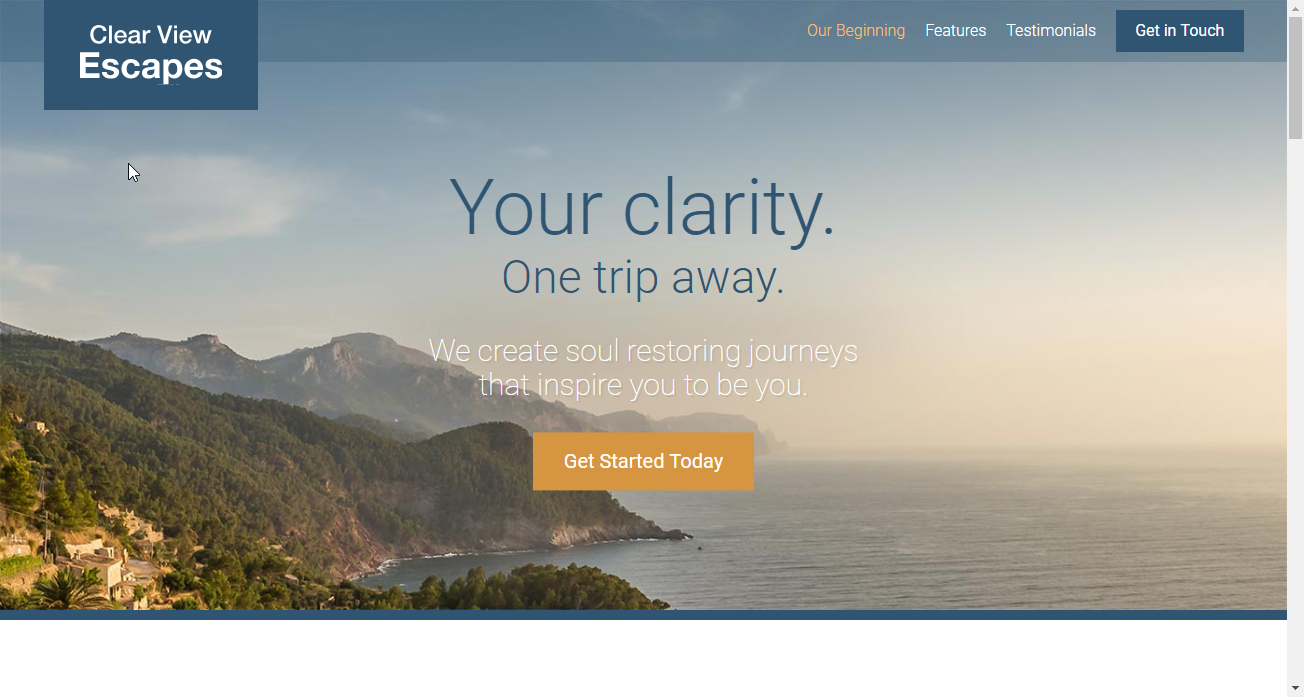 Clear View
Escapes
Our Beginning
Features
Testimonials
Get in Touch
Your clarity.
One trip away.
We create soul restoring journeys
that inspire you to be you.
Get Started Today